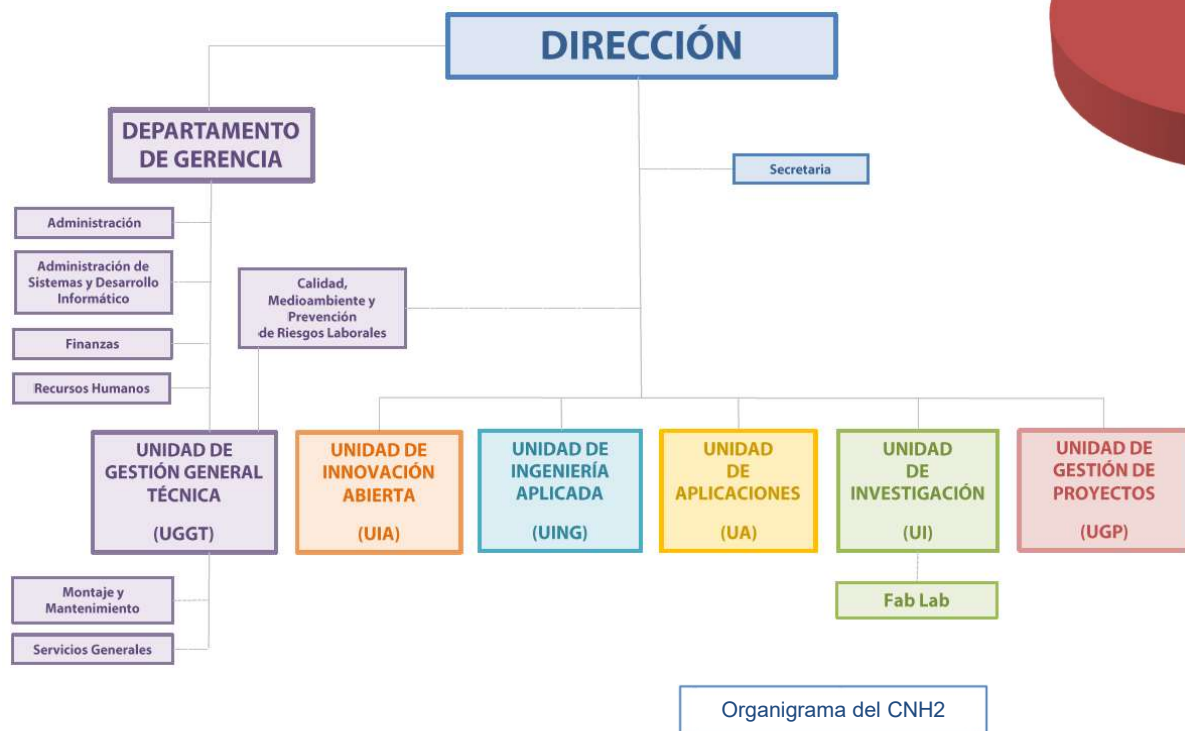 DIRECCIÓN
DEPARTAMENTO
DE GERENCIA
Secretaria
Administración
Administración de
Sistemas y Desarrollo
Informático
Finanzas
Recursos Humanos
Calidad,
Medioambiente y
Prevención
de Riesgos Laborales
UNIDAD DE
GESTIÓN GENERAL
TÉCNICA
(UGGT)
UNIDAD DE
INNOVACIÓN
ABIERTA
(UIA)
UNIDAD DE
INGENIERÍA
APLICADA
(UING)
UNIDAD
DE
APLICACIONES
(UA)
UNIDAD
DE
INVESTIGACIÓN
(UI)
UNIDAD DE
GESTIÓN DE
PROYECTOS
(UGP)
Montaje y
Mantenimiento
Servicios Generales
Fab Lab
Organigrama del CNH2